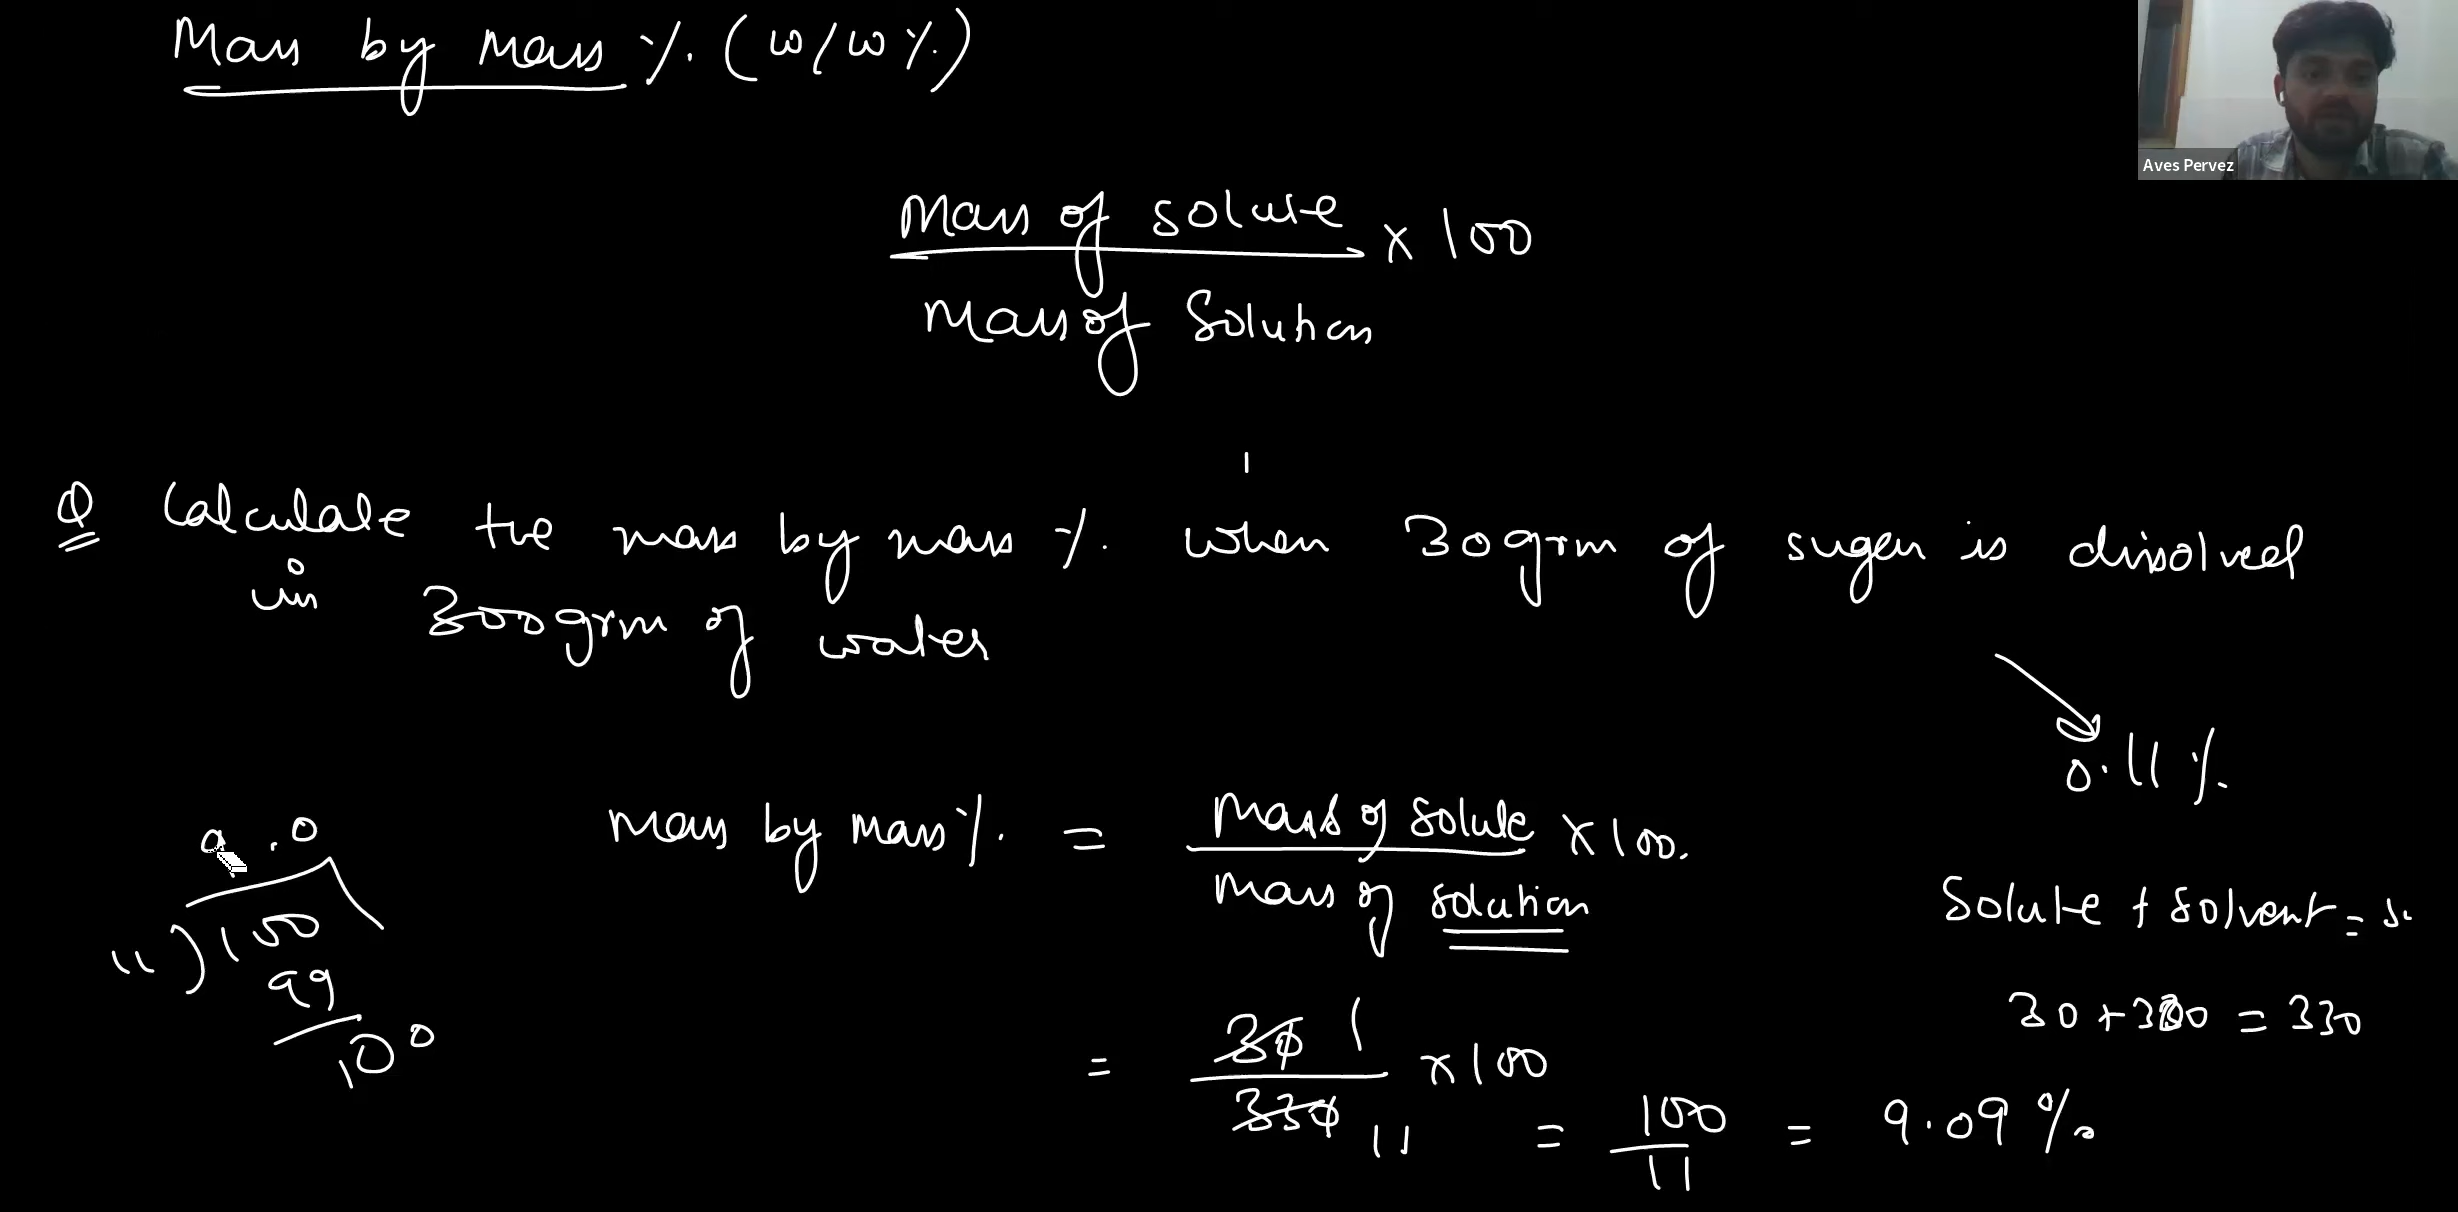 Mass by Mass % (w/w %)
Aves Pervez
Mass of solute × 100
Mass of Solution
Q Calculate the mass by mass % when 30grm of sugar is dissolved
in 300grm of water
0.11 %
mass by mass % = Mass of Solute × 100.
Mass of solution
Solute + Solvent =
30 + 300 = 330
= 30 1 × 100
330 11
= 100 = 9.09 %
11
9.0
11)100
99
100